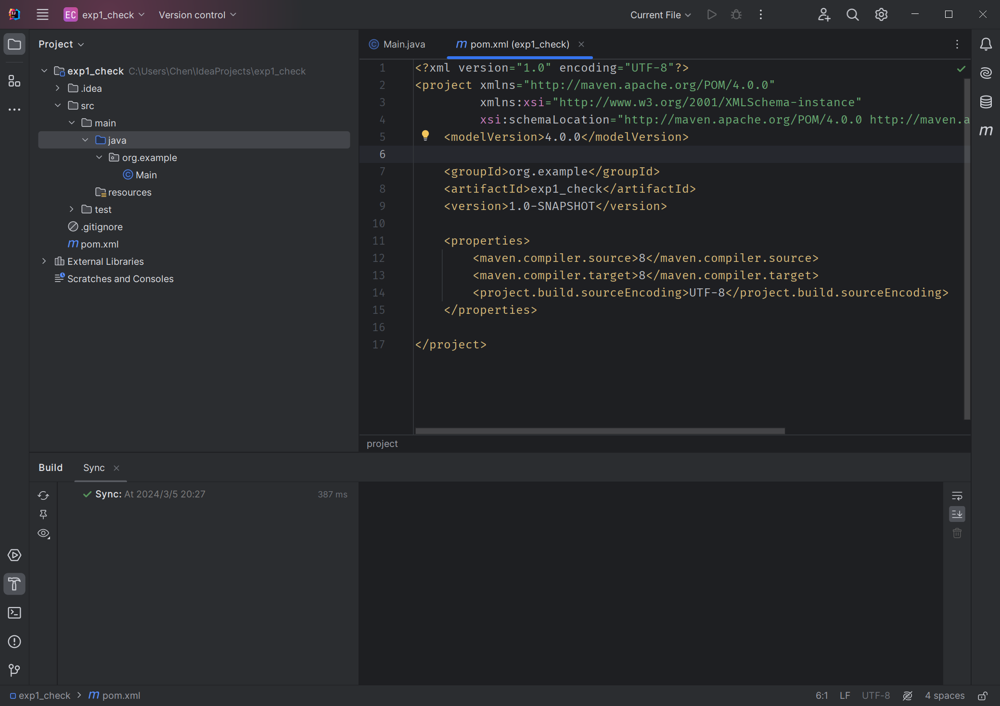 EC exp1_check Version control Current File
Project
exp1_check C:\Users\Chen\IdeaProjects\exp1_check
.idea
src
main
java
org.example
Main
resources
test
.gitignore
pom.xml
External Libraries
Scratches and Consoles
Main.java pom.xml (exp1_check)
1 <?xml version="1.0" encoding="UTF-8"?>
2 <project xmlns="http://maven.apache.org/POM/4.0.0"
3 xmlns:xsi="http://www.w3.org/2001/XMLSchema-instance"
4 xsi:schemaLocation="http://maven.apache.org/POM/4.0.0 http://maven.a
5 <modelVersion>4.0.0</modelVersion>
6
7 <groupId>org.example</groupId>
8 <artifactId>exp1_check</artifactId>
9 <version>1.0-SNAPSHOT</version>
10
11 <properties>
12 <maven.compiler.source>8</maven.compiler.source>
13 <maven.compiler.target>8</maven.compiler.target>
14 <project.build.sourceEncoding>UTF-8</project.build.sourceEncoding>
15 </properties>
16
17 </project>
project
Build Sync
Sync: At 2024/3/5 20:27 387 ms
exp1_check pom.xml 6:1 LF UTF-8 4 spaces